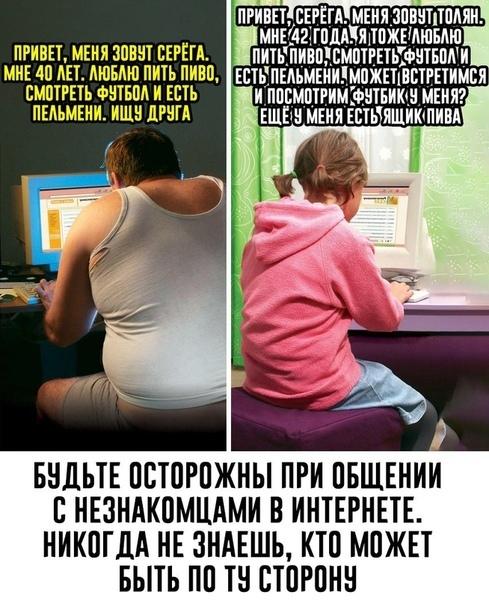 ПРИВЕТ, МЕНЯ ЗОВУТ СЕРЁГА.
МНЕ 40 ЛЕТ. ЛЮБЛЮ ПИТЬ ПИВО,
СМОТРЕТЬ ФУТБОЛ И ЕСТЬ
ПЕЛЬМЕНИ. ИЩУ ДРУГА
ПРИВЕТ, СЕРЁГА. МЕНЯ ЗОВУТ ТОЛЯН.
МНЕ 42 ГОДА. Я ТОЖЕ ЛЮБЛЮ
ПИТЬ ПИВО, СМОТРЕТЬ ФУТБОЛ И
ЕСТЬ ПЕЛЬМЕНИ. МОЖЕТ ВСТРЕТИМСЯ
И ПОСМОТРИМ ФУТБИК У МЕНЯ?
ЕЩЁ У МЕНЯ ЕСТЬ ЯЩИК ПИВА
БУДЬТЕ ОСТОРОЖНЫ ПРИ ОБЩЕНИИ
С НЕЗНАКОМЦАМИ В ИНТЕРНЕТЕ.
НИКОГДА НЕ ЗНАЕШЬ, КТО МОЖЕТ
БЫТЬ ПО ТУ СТОРОНУ